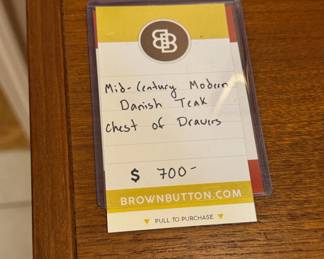 BB
Mid-Century Modern
Danish Teak
Chest of Drawers
$ 700-
BROWNBUTTON.COM
PULL TO PURCHASE